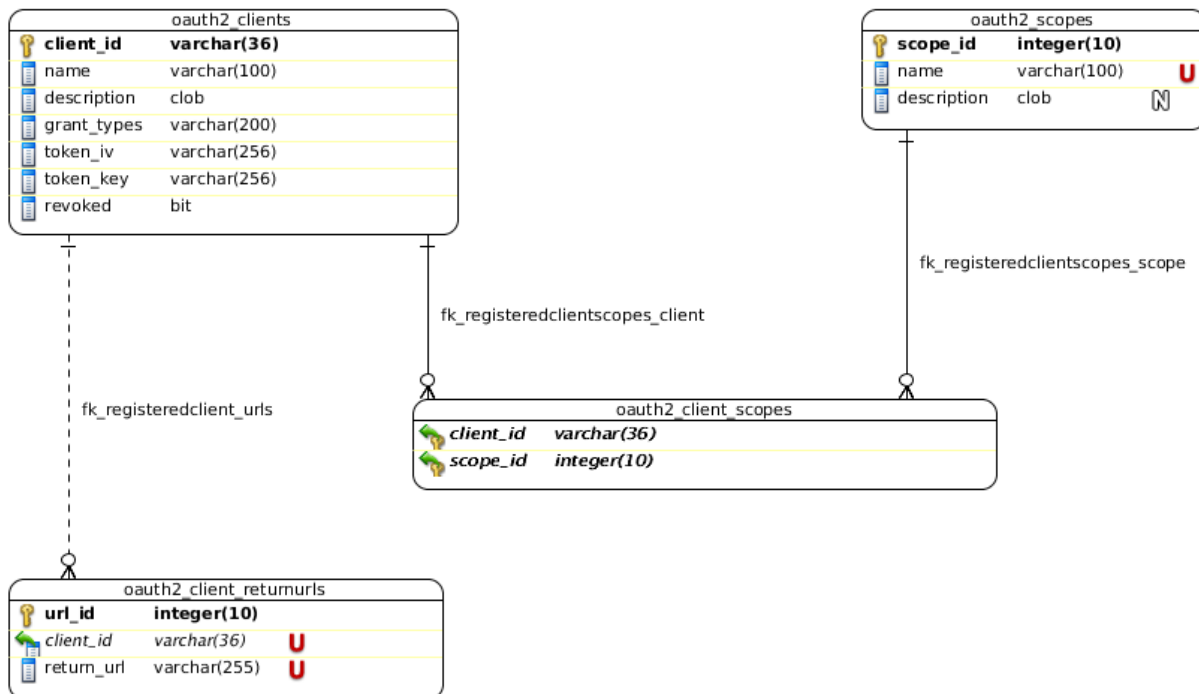 oauth2_clients
client_id varchar(36)
name varchar(100)
description clob
grant_types varchar(200)
token_iv varchar(256)
token_key varchar(256)
revoked bit
oauth2_scopes
scope_id integer(10)
name varchar(100) U
description clob N
fk_registeredclientscopes_scope
fk_registeredclientscopes_client
fk_registeredclient_urls
oauth2_client_scopes
client_id varchar(36)
scope_id integer(10)
oauth2_client_returnurls
url_id integer(10)
client_id varchar(36) U
return_url varchar(255) U